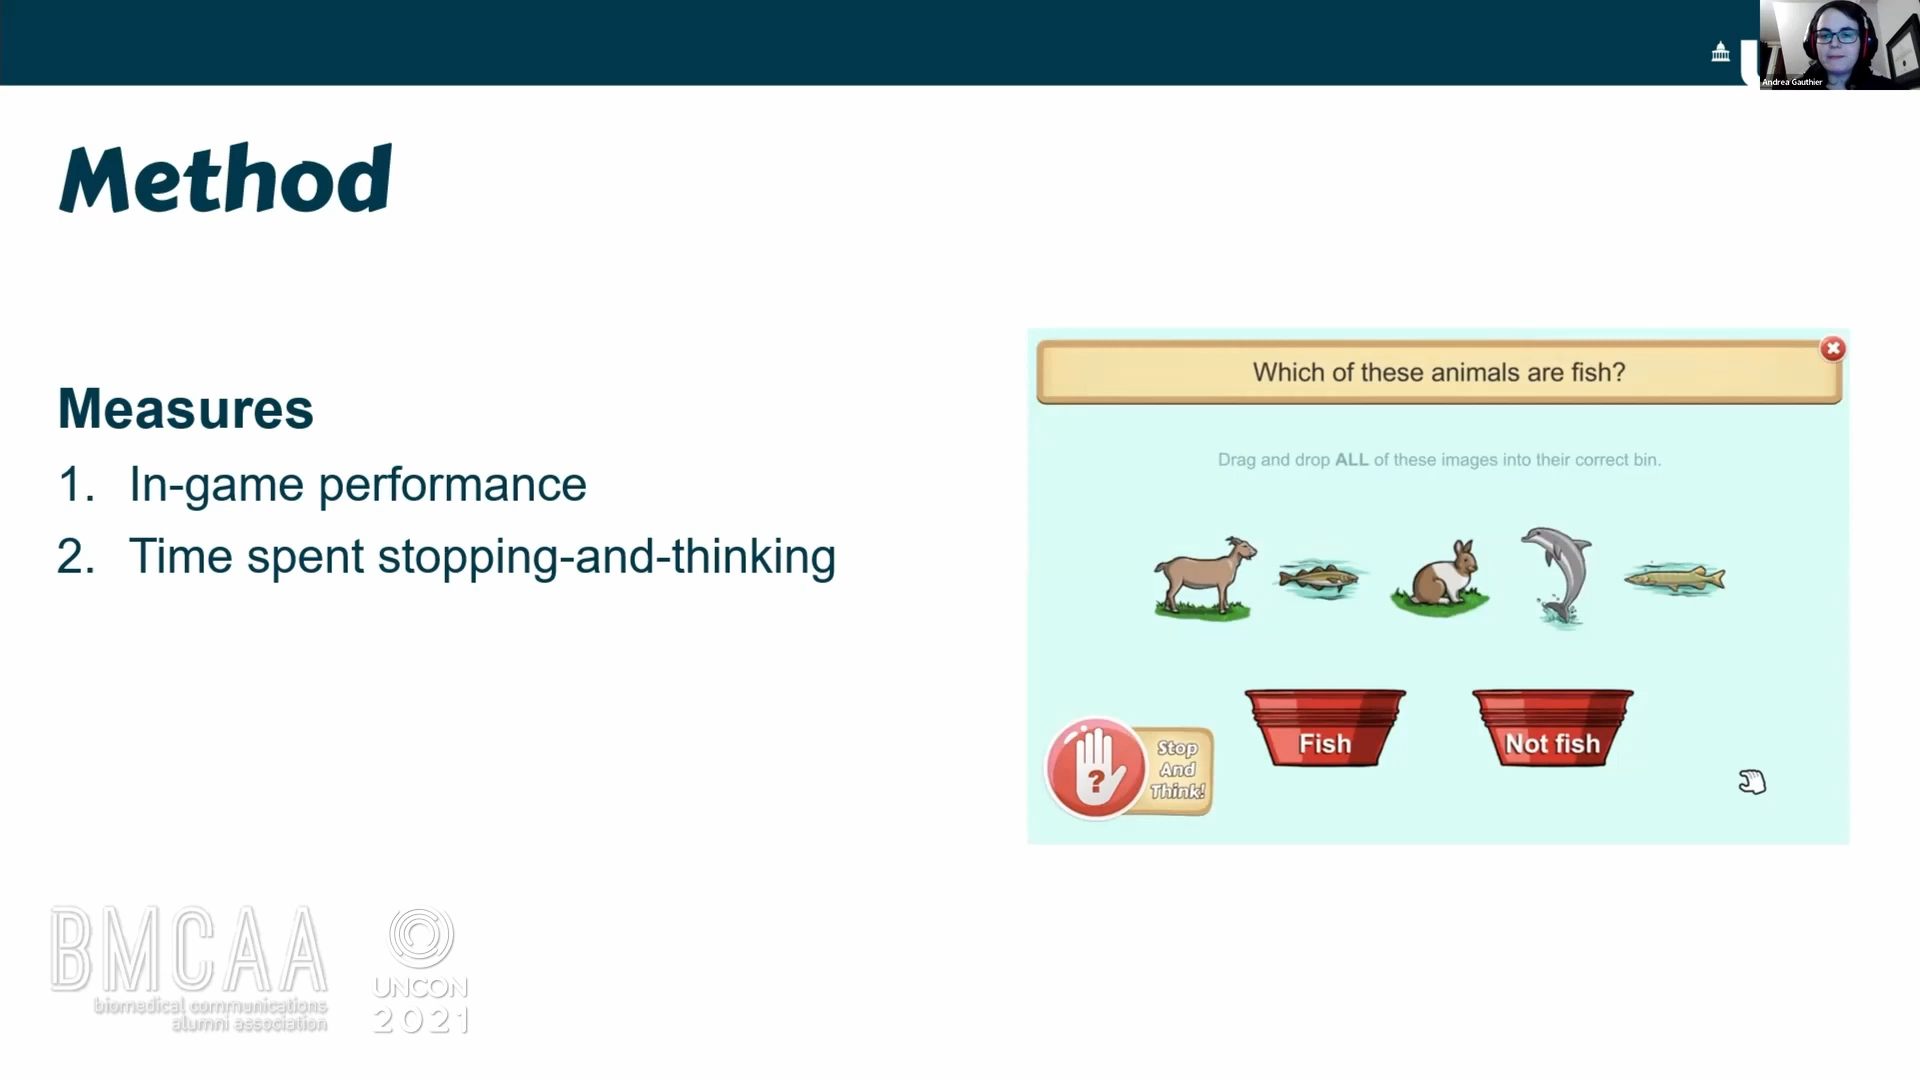 Andrea Gauthier
Method
Measures
1. In-game performance
2. Time spent stopping-and-thinking
Which of these animals are fish?
Drag and drop ALL of these images into their correct bin.
Stop
And
Think!
?
Fish
Not fish
BMCAA
biomedical communications
alumni association
UNCON
2021